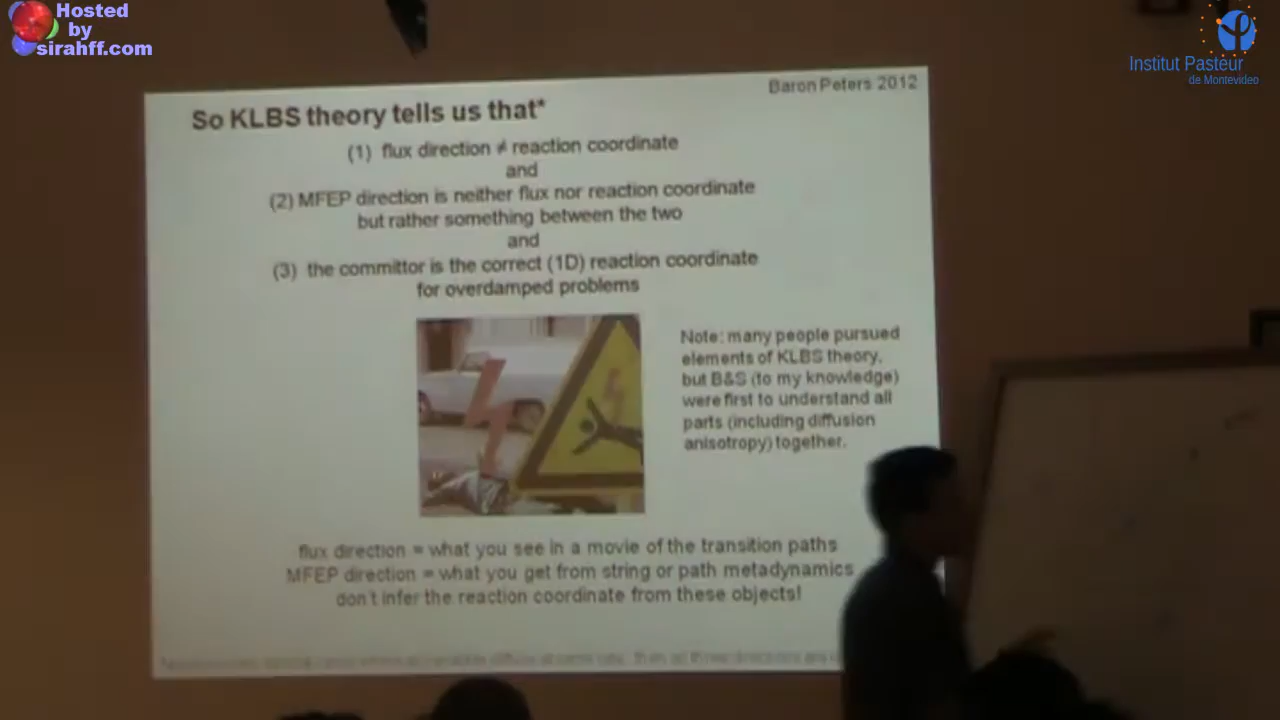 Hosted
by
sirahff.com
Institut Pasteur
de Montevideo
Baron Peters 2012
So KLBS theory tells us that*
(1) flux direction ≠ reaction coordinate
and
(2) MFEP direction is neither flux nor reaction coordinate
but rather something between the two
and
(3) the committor is the correct (1D) reaction coordinate
for overdamped problems
Note: many people pursued
elements of KLBS theory,
but B&S (to my knowledge)
were first to understand all
parts (including diffusion
anisotropy) together.
flux direction = what you see in a movie of the transition paths
MFEP direction = what you get from string or path metadynamics
don't infer the reaction coordinate from these objects!